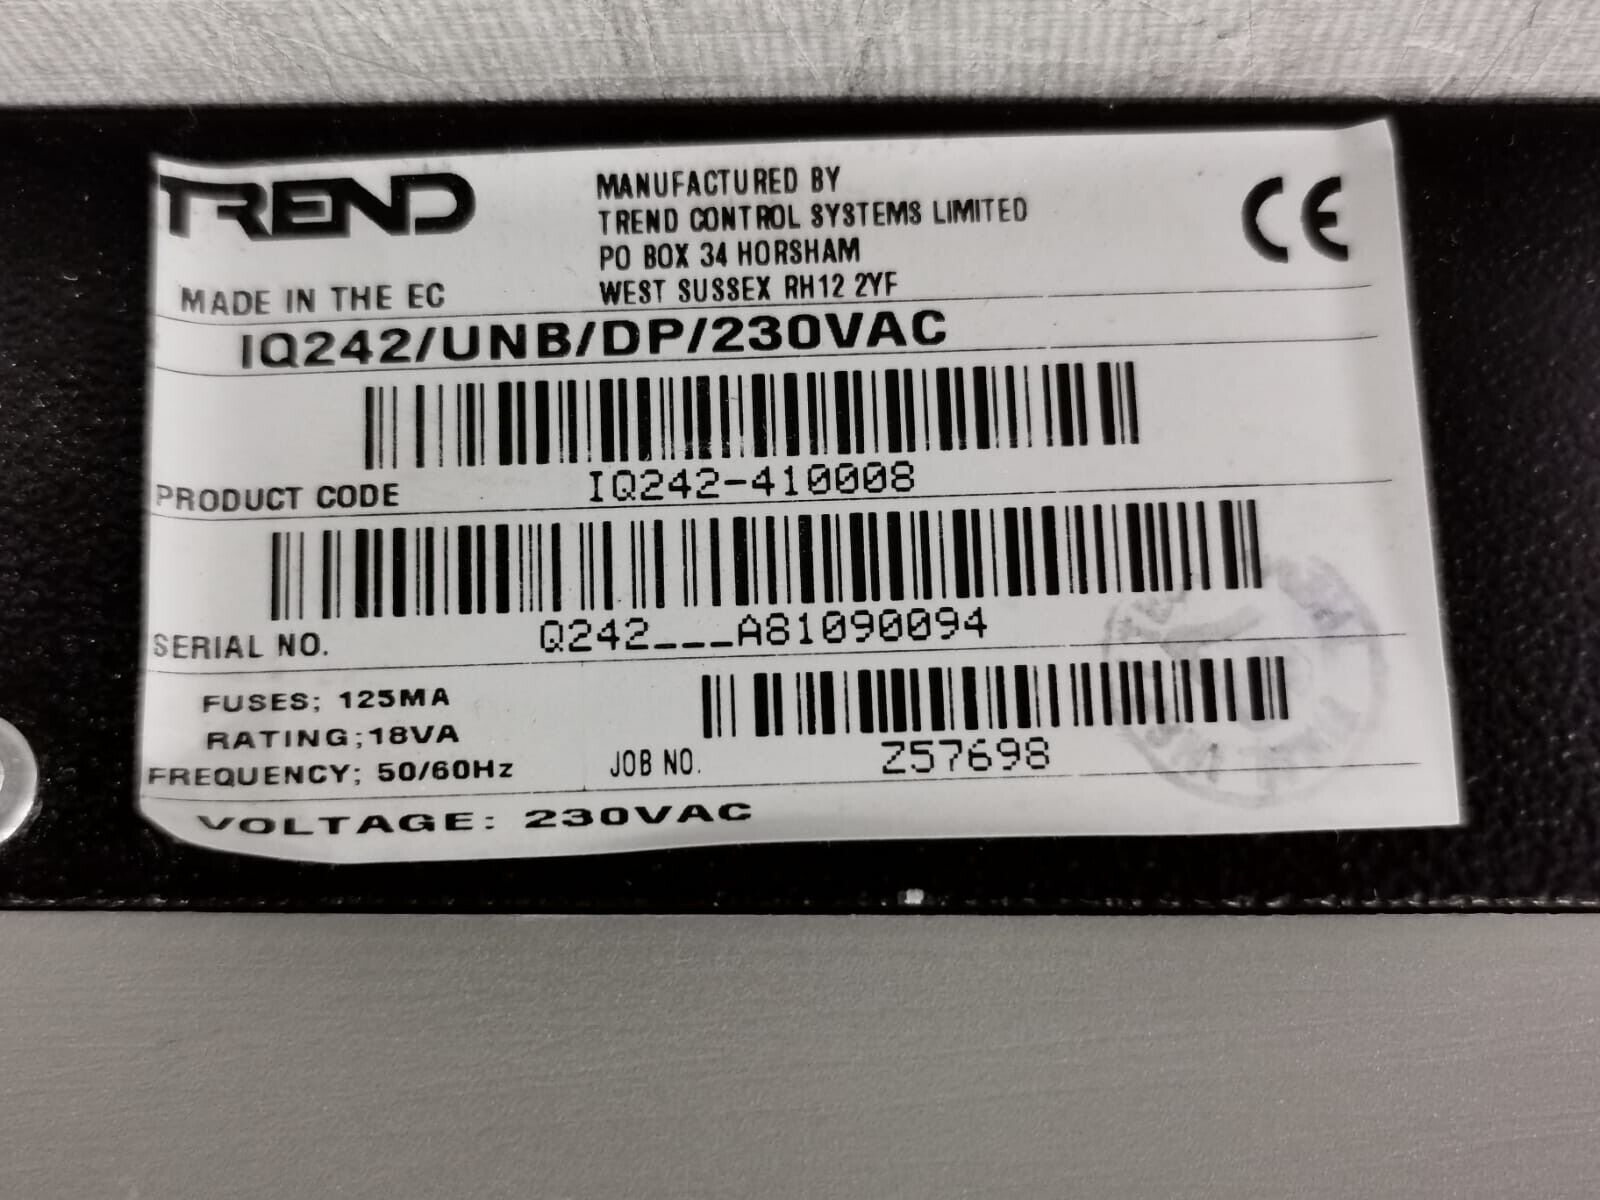 TREND
MANUFACTURED BY
TREND CONTROL SYSTEMS LIMITED
PO BOX 34 HORSHAM
WEST SUSSEX RH12 2YF
CE
MADE IN THE EC
IQ242/UNB/DP/230VAC
PRODUCT CODE IQ242-410008
SERIAL NO. Q242___A81090094
FUSES; 125MA
RATING;18VA
FREQUENCY; 50/60Hz
JOB NO. Z57698
VOLTAGE: 230VAC